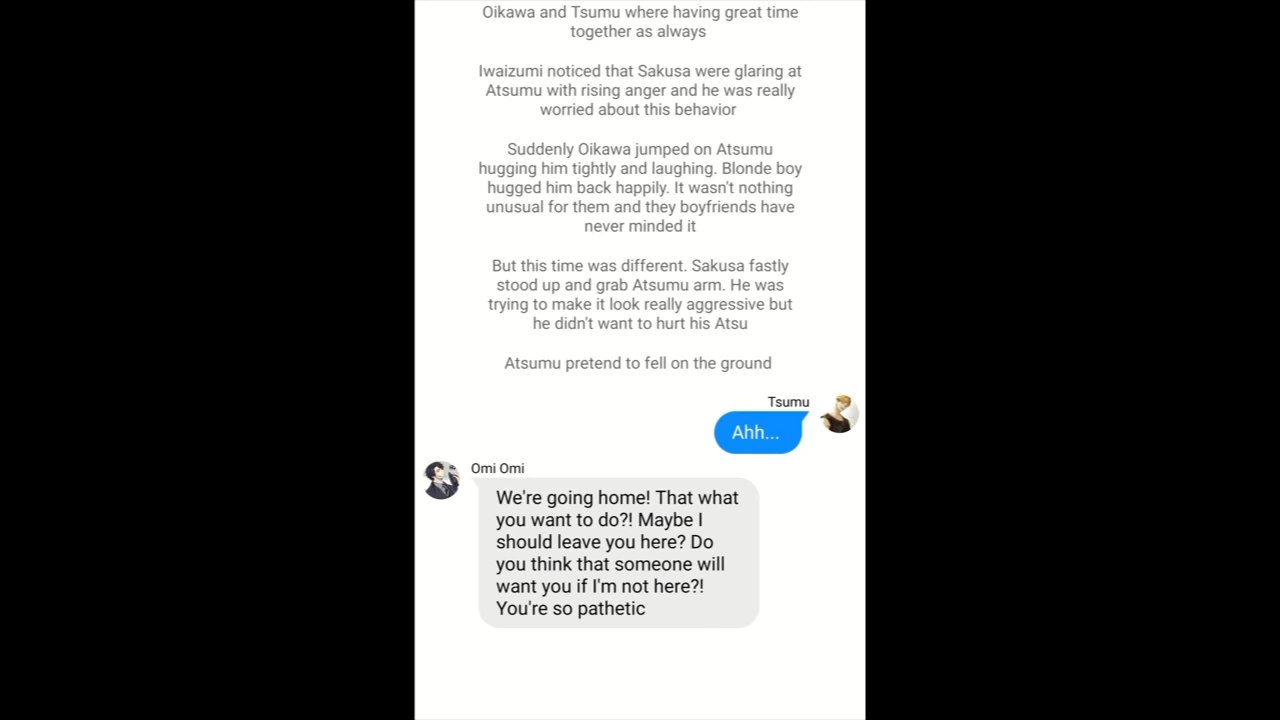 Oikawa and Tsumu where having great time
together as always
Iwaizumi noticed that Sakusa were glaring at
Atsumu with rising anger and he was really
worried about this behavior
Suddenly Oikawa jumped on Atsumu
hugging him tightly and laughing. Blonde boy
hugged him back happily. It wasn't nothing
unusual for them and they boyfriends have
never minded it
But this time was different. Sakusa fastly
stood up and grab Atsumu arm. He was
trying to make it look really aggressive but
he didn't want to hurt his Atsu
Atsumu pretend to fell on the ground
Tsumu
Ahh...
Omi Omi
We're going home! That what
you want to do?! Maybe I
should leave you here? Do
you think that someone will
want you if I'm not here?!
You're so pathetic